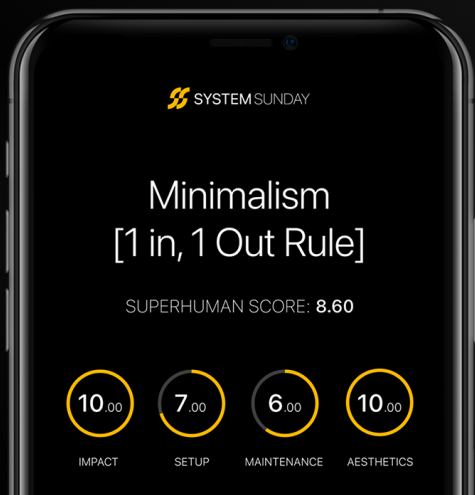 SYSTEM SUNDAY
Minimalism
[1 in, 1 Out Rule]
SUPERHUMAN SCORE: 8.60
10.00 7.00 6.00 10.00
IMPACT SETUP MAINTENANCE AESTHETICS